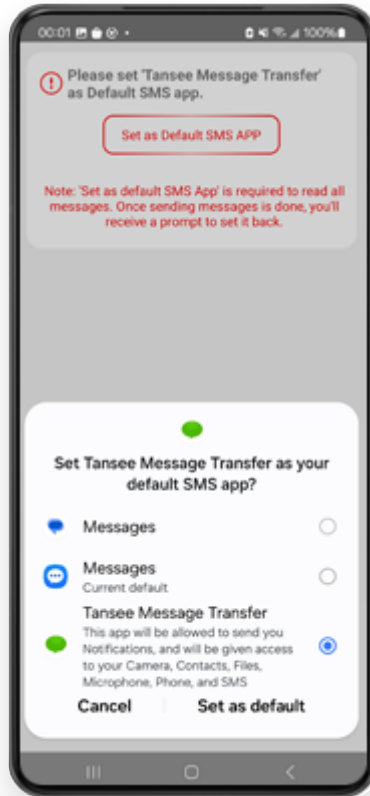 00:01
100%
Please set 'Tansee Message Transfer'
as Default SMS app.
Set as Default SMS APP
Note: 'Set as default SMS App' is required to read all
messages. Once sending messages is done, you'll
receive a prompt to set it back.
Set Tansee Message Transfer as your
default SMS app?
Messages
Messages
Current default
Tansee Message Transfer
This app will be allowed to send you
Notifications, and will be given access
to your Camera, Contacts, Files,
Microphone, Phone, and SMS
Cancel
Set as default